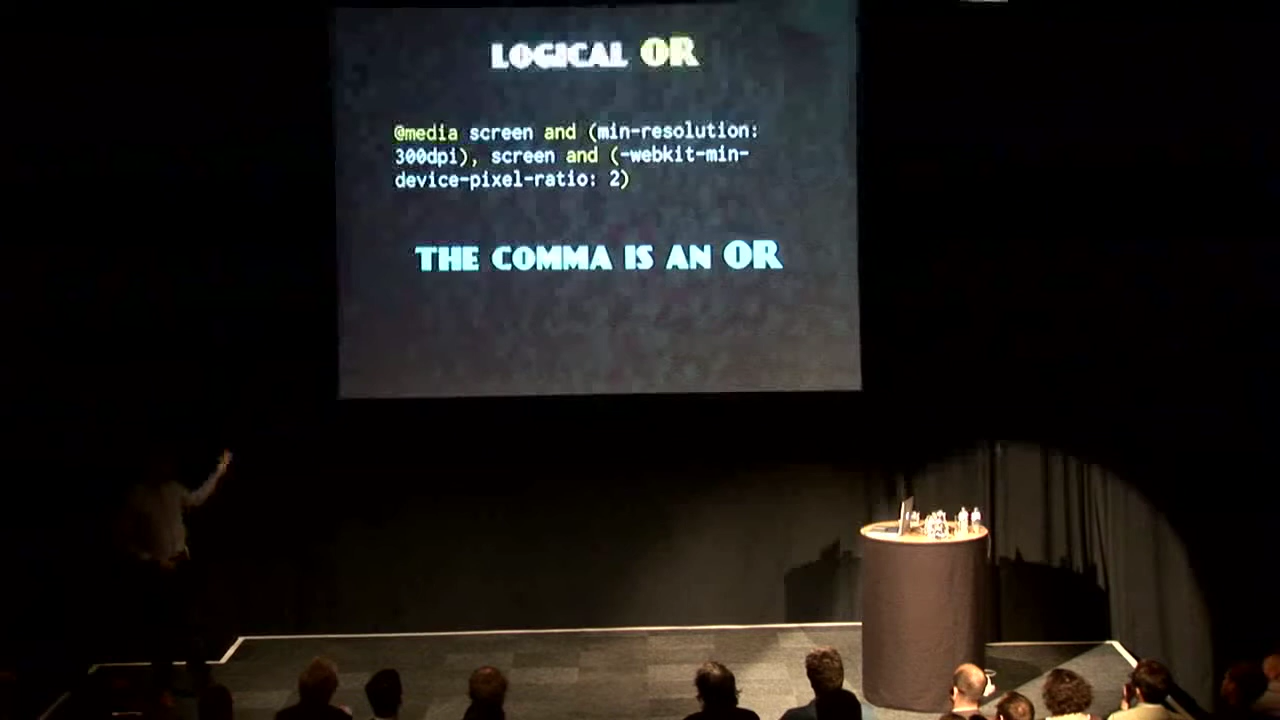 LOGICAL OR
@media screen and (min-resolution:
300dpi), screen and (-webkit-min-
device-pixel-ratio: 2)
THE COMMA IS AN OR